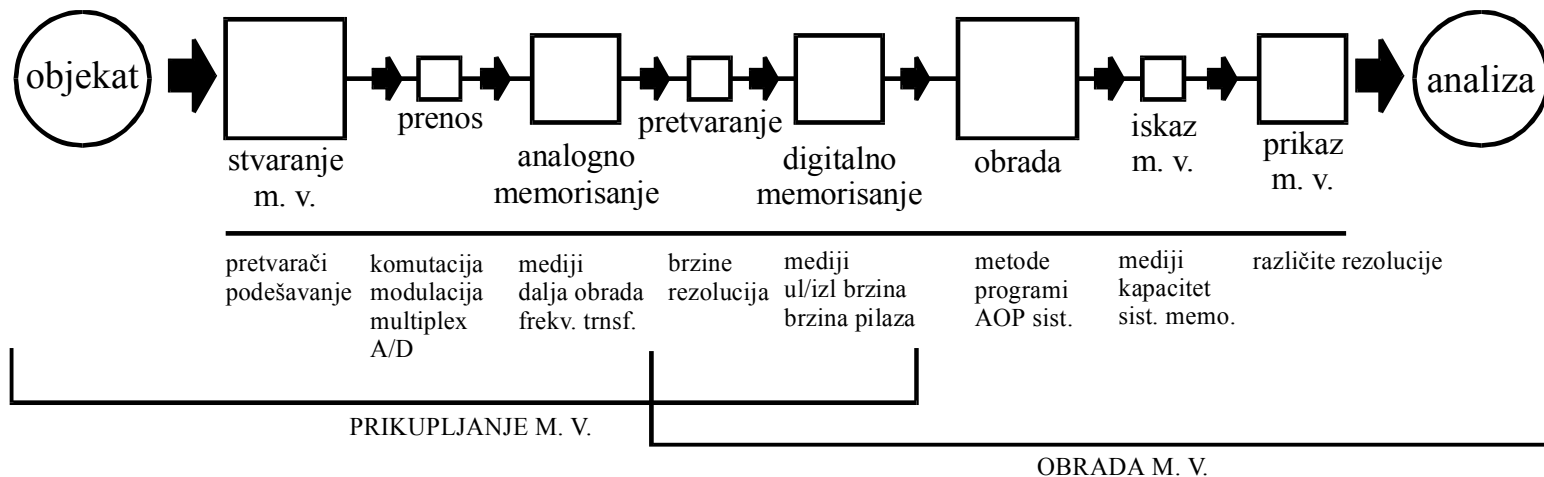 objekat
stvaranje
m. v.
prenos
analogno
memorisanje
pretvaranje
digitalno
memorisanje
obrada
iskaz
m. v.
prikaz
m. v.
analiza
pretvarači
podešavanje
komutacija
modulacija
multiplex
A/D
mediji
dalja obrada
frekv. trnsf.
brzine
rezolucija
mediji
ul/izl brzina
brzina pilaza
metode
programi
AOP sist.
mediji
kapacitet
sist. memo.
različite rezolucije
PRIKUPLJANJE M. V.
OBRADA M. V.